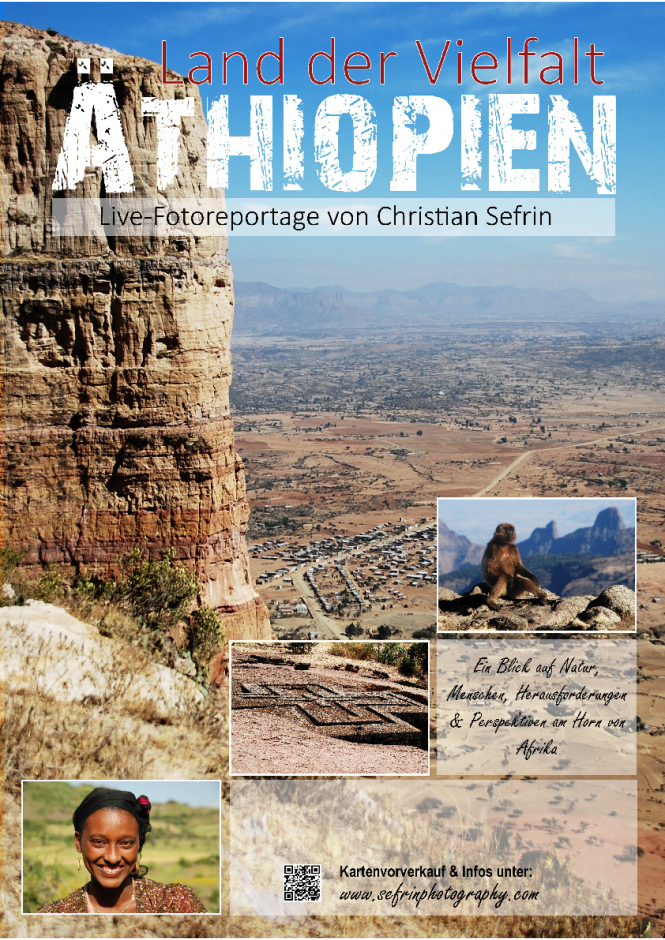 Land der Vielfalt
ÄTHIOPIEN
Live-Fotoreportage von Christian Sefrin
Ein Blick auf Natur,
Menschen, Herausforderungen
& Perspektiven am Horn von
Afrika
Kartenvorverkauf & Infos unter:
www.sefrinphotography.com